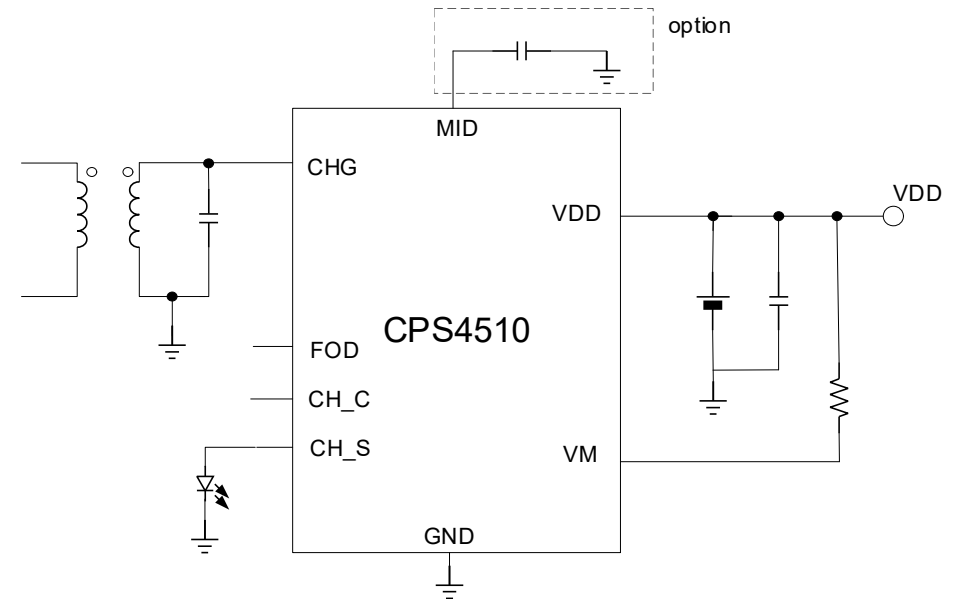 option
MID
CHG
VDD
VDD
CPS4510
FOD
CH_C
CH_S
VM
GND